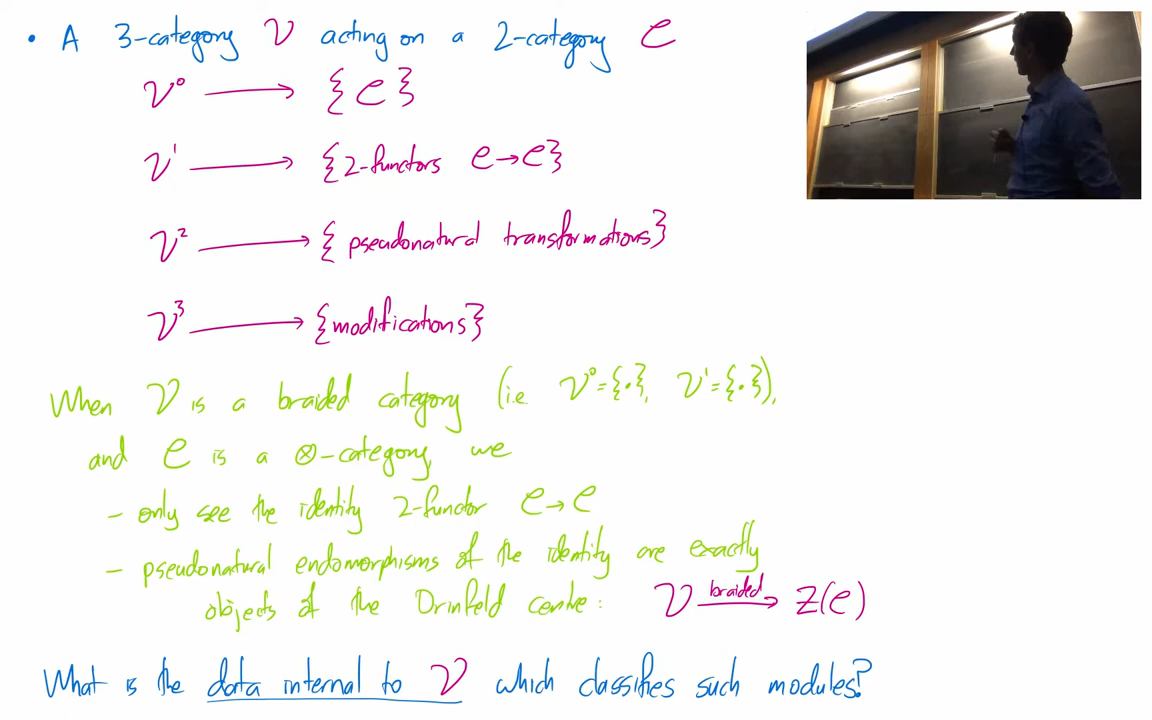 • A 3-category V acting on a 2-category C
V⁰ → {C}
V¹ → {2-functors C→C}
V² → {pseudonatural transformations}
V³ → {modifications}
When V is a braided category (i.e V⁰={·}, V¹={·}),
and C is a ⊗-category, we
- only see the identity 2-functor C→C
- pseudonatural endomorphisms of the identity are exactly
objects of the Drinfeld centre: V braided→ Z(C)
What is the data internal to V which classifies such modules?